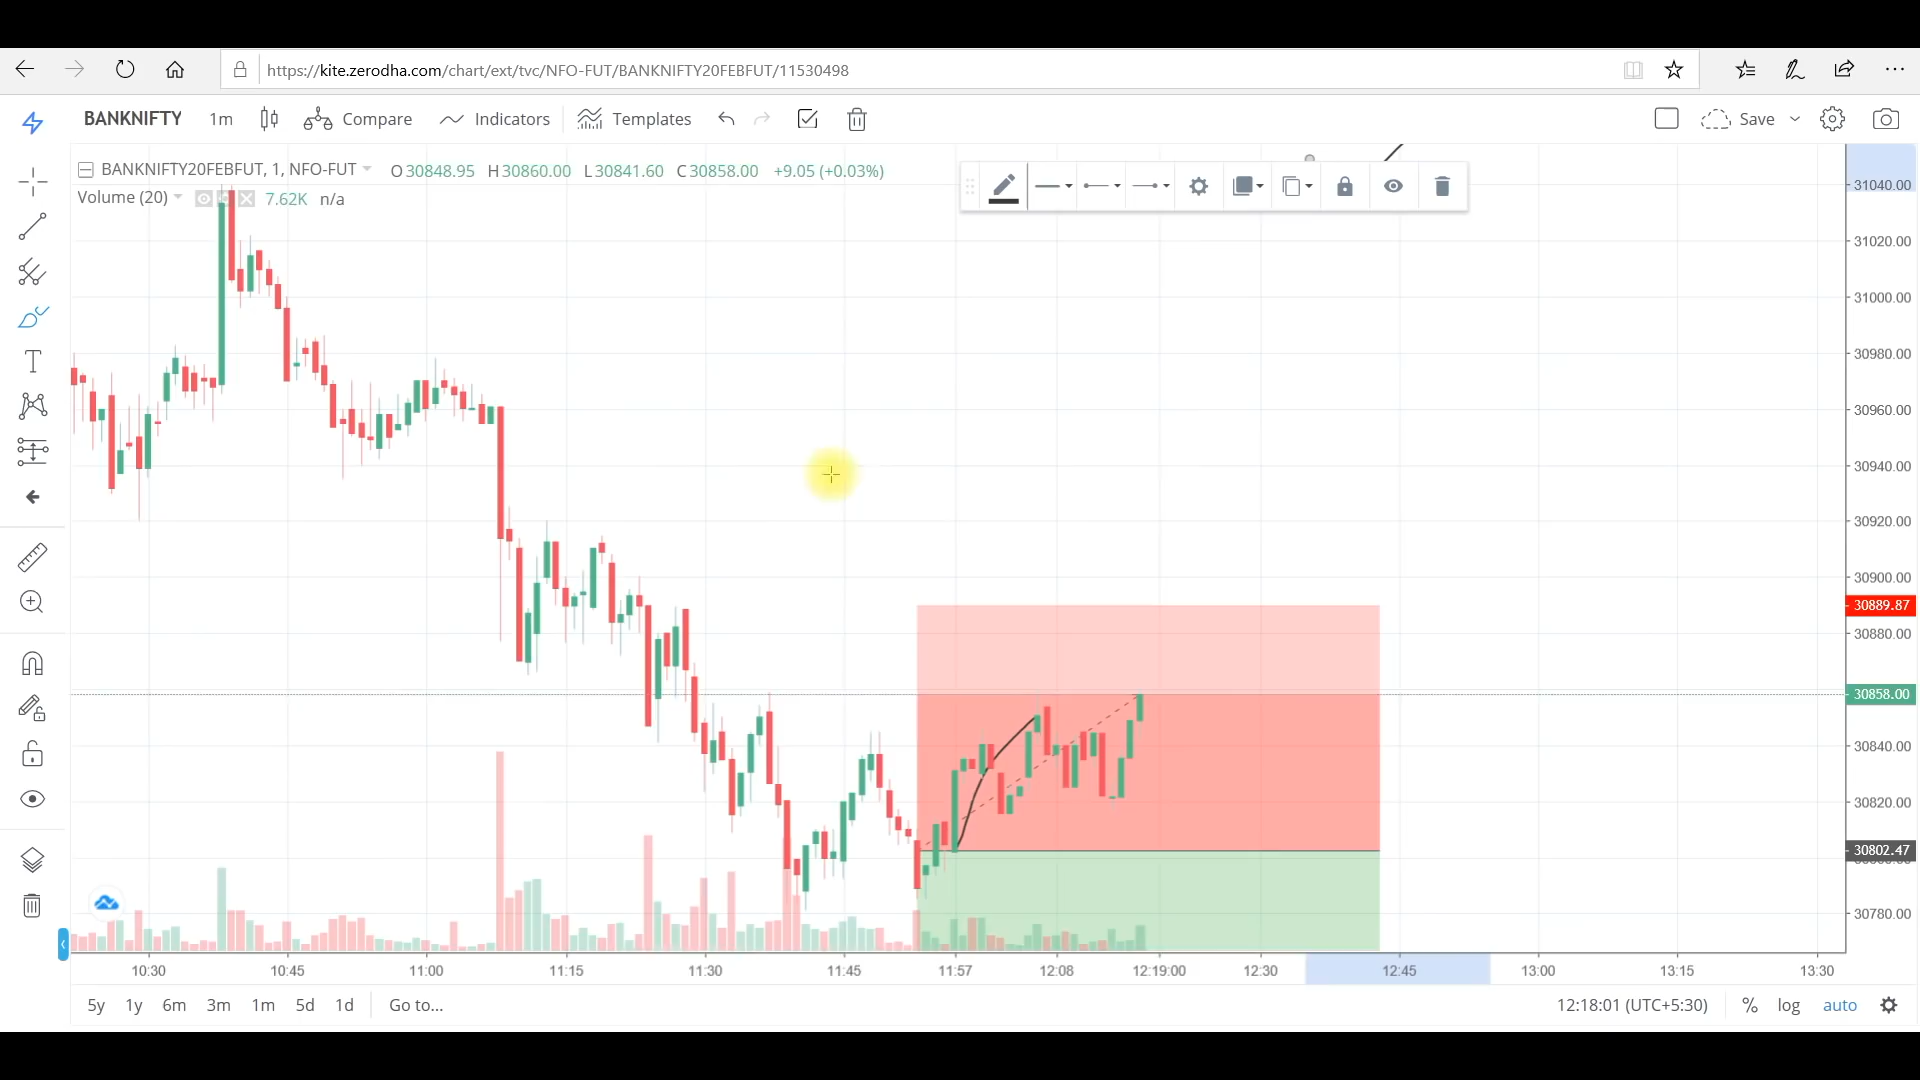 https://kite.zerodha.com/chart/ext/tvc/NFO-FUT/BANKNIFTY20FEBFUT/11530498
BANKNIFTY 1m Compare Indicators Templates Save
BANKNIFTY20FEBFUT, 1, NFO-FUT O30848.95 H30860.00 L30841.60 C30858.00 +9.05 (+0.03%)
Volume (20) 7.62K n/a
T
31040.00
31020.00
31000.00
30980.00
30960.00
30940.00
30920.00
30900.00
30889.87
30880.00
30858.00
30840.00
30820.00
30802.47
30780.00
10:30 10:45 11:00 11:15 11:30 11:45 11:57 12:08 12:19:00 12:30 12:45 13:00 13:15 13:30
5y 1y 6m 3m 1m 5d 1d Go to... 12:18:01 (UTC+5:30) % log auto